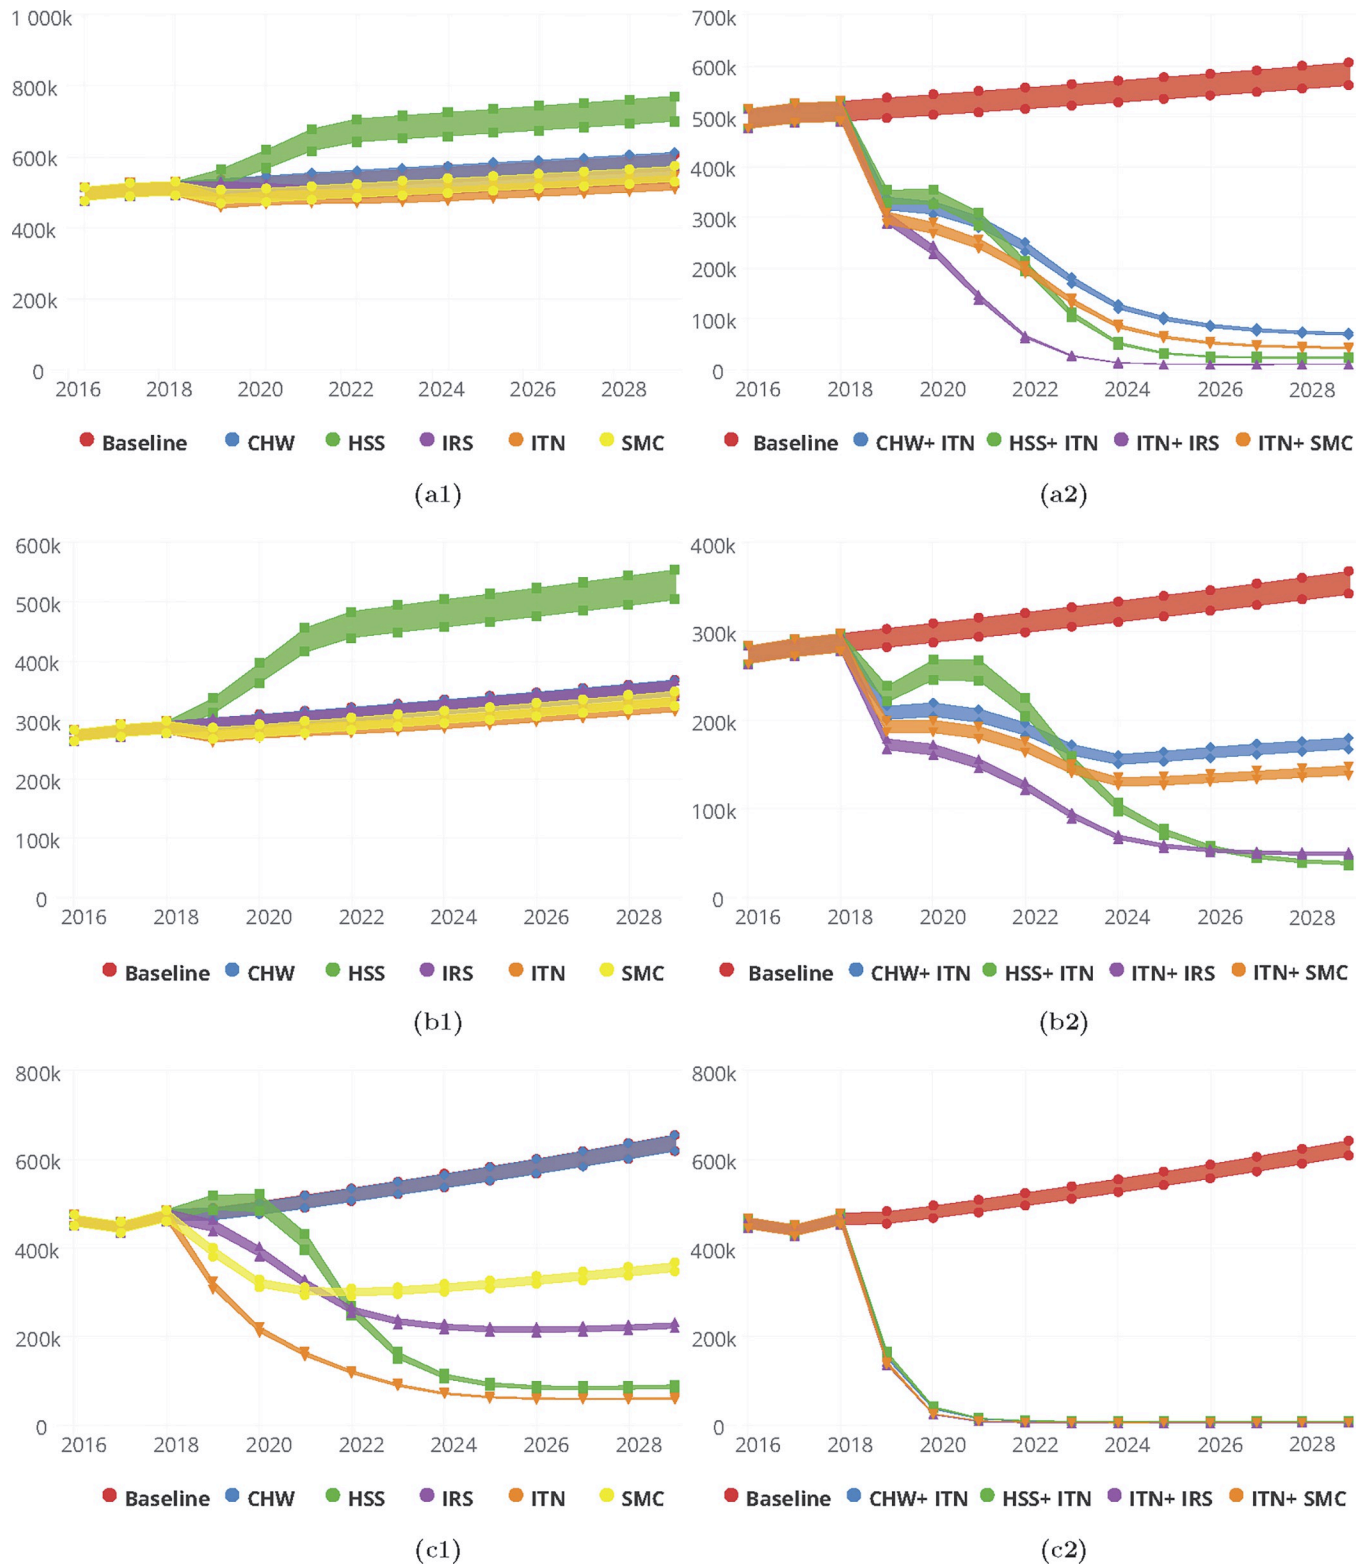 1 000k
800k
600k
400k
200k
0
2016 2018 2020 2022 2024 2026 2028
Baseline CHW HSS IRS ITN SMC
(a1)
700k
600k
500k
400k
300k
200k
100k
0
2016 2018 2020 2022 2024 2026 2028
Baseline CHW+ ITN HSS+ ITN ITN+ IRS ITN+ SMC
(a2)
600k
500k
400k
300k
200k
100k
0
2016 2018 2020 2022 2024 2026 2028
Baseline CHW HSS IRS ITN SMC
(b1)
400k
300k
200k
100k
0
2016 2018 2020 2022 2024 2026 2028
Baseline CHW+ ITN HSS+ ITN ITN+ IRS ITN+ SMC
(b2)
800k
600k
400k
200k
0
2016 2018 2020 2022 2024 2026 2028
Baseline CHW HSS IRS ITN SMC
(c1)
800k
600k
400k
200k
0
2016 2018 2020 2022 2024 2026 2028
Baseline CHW+ ITN HSS+ ITN ITN+ IRS ITN+ SMC
(c2)